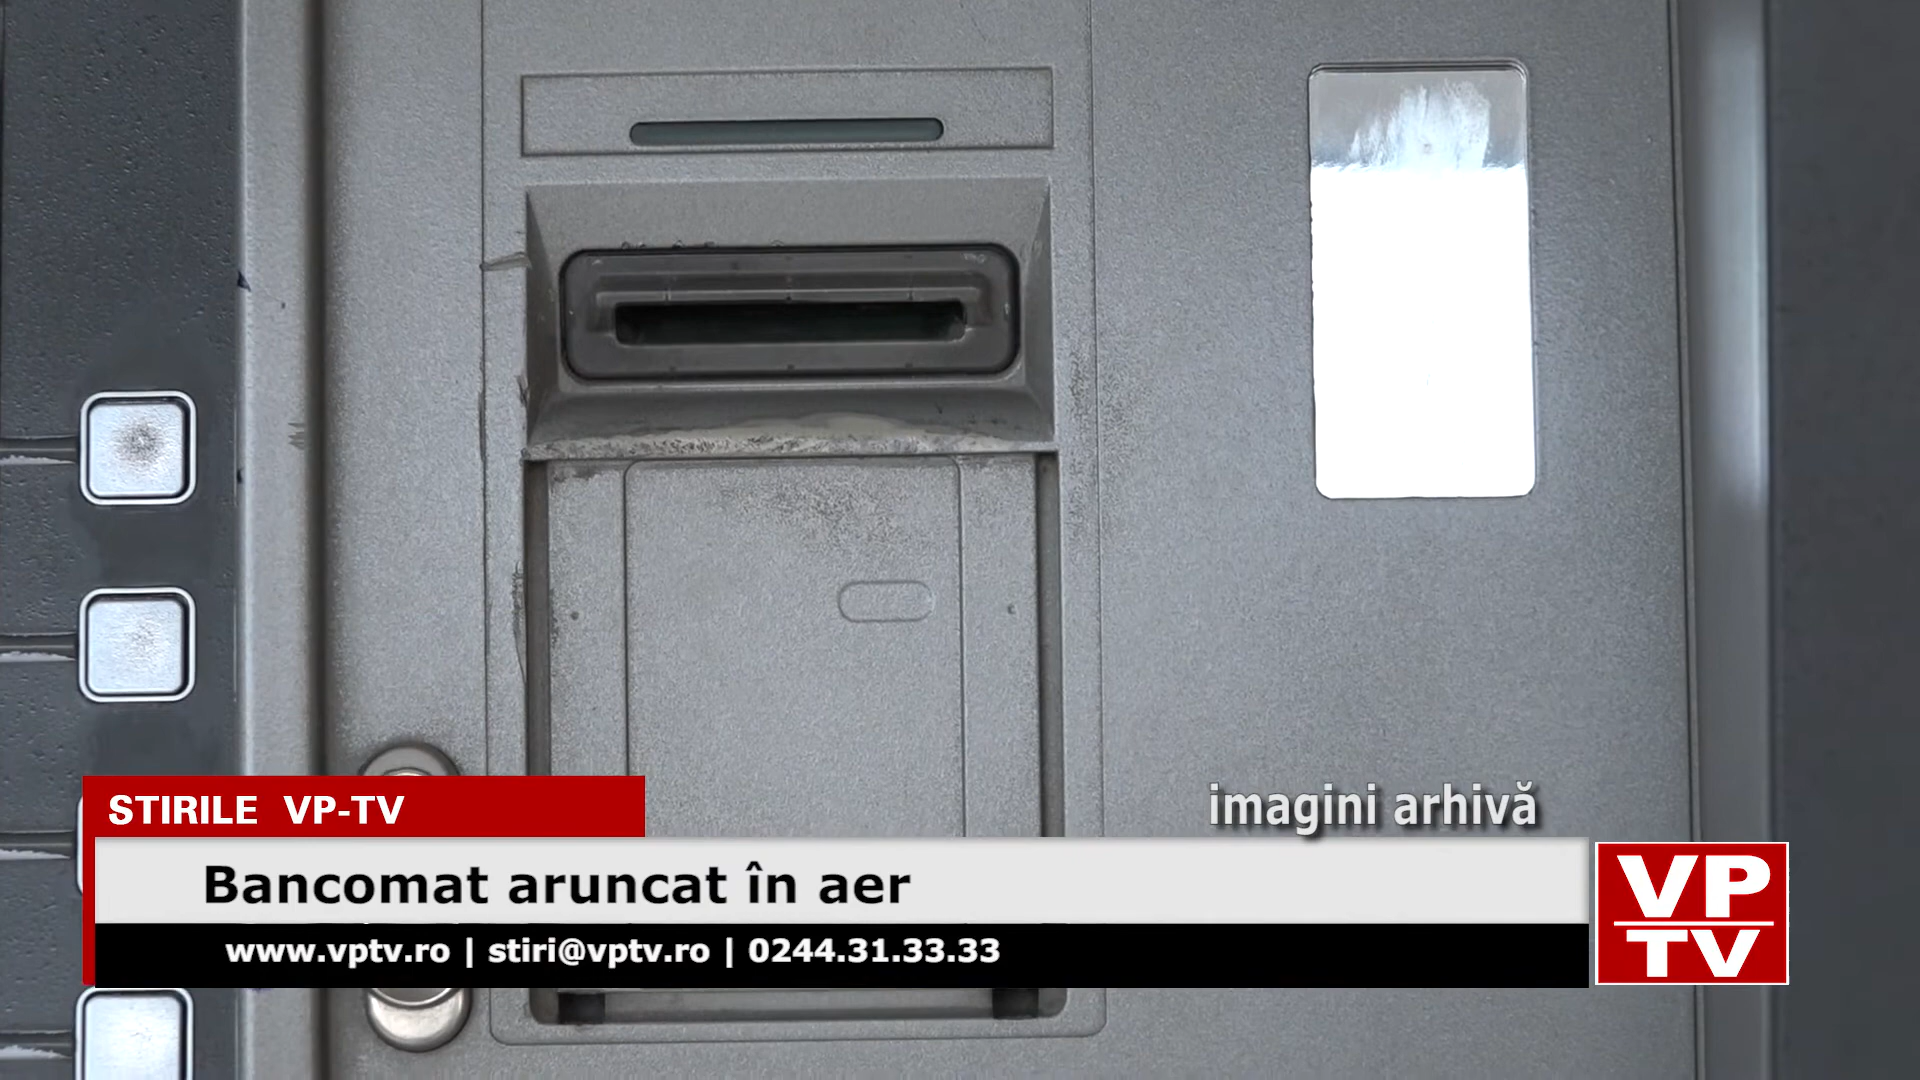 imagini arhivă
STIRILE VP-TV
Bancomat aruncat în aer
www.vptv.ro | stiri@vptv.ro | 0244.31.33.33
VP
TV